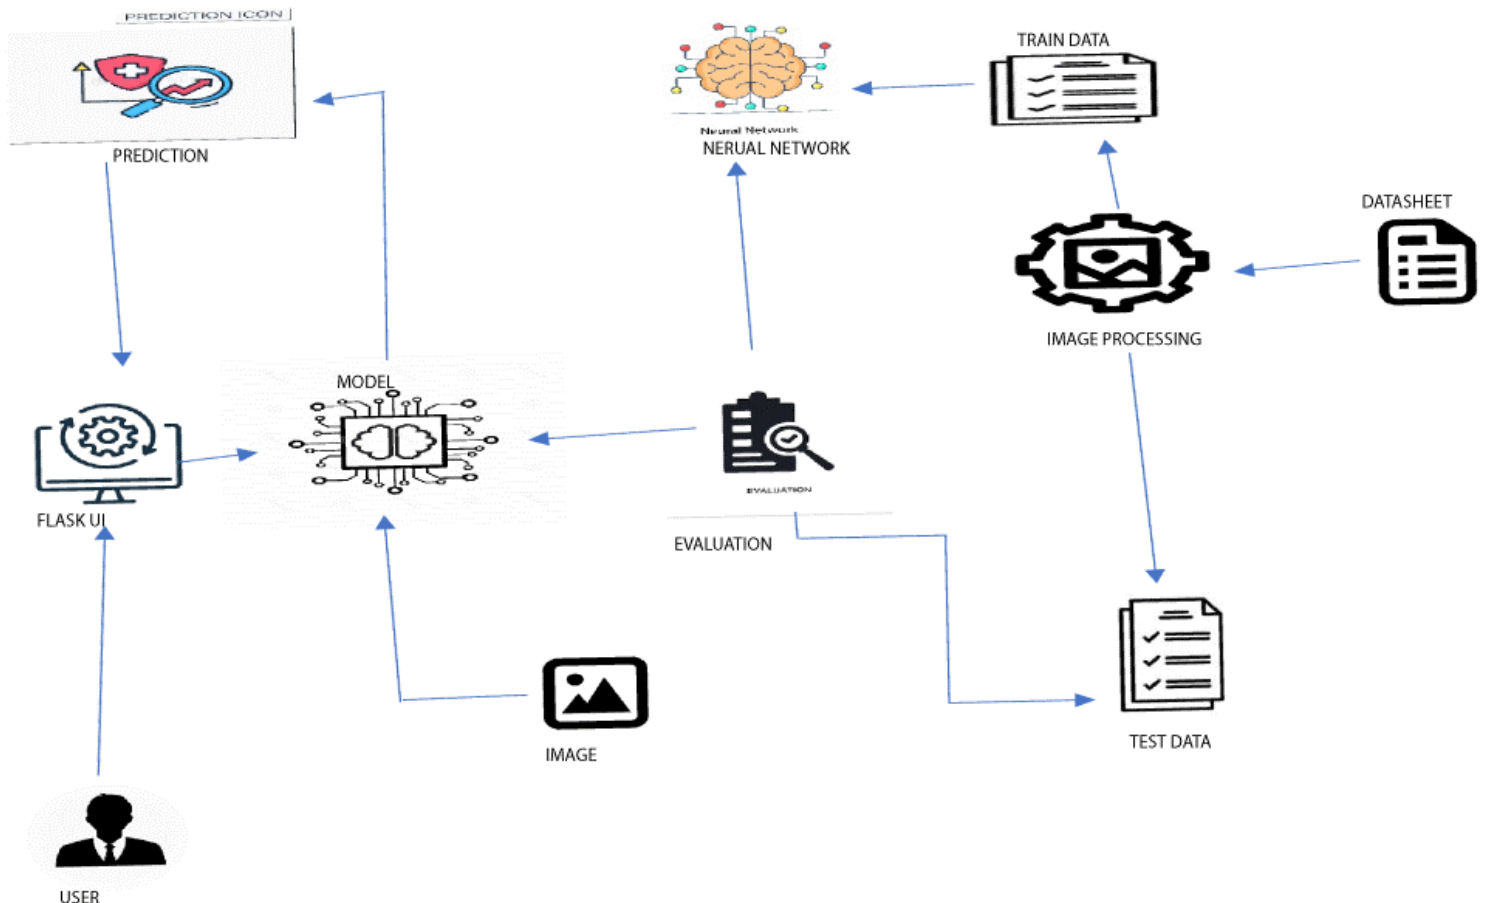 PREDICTION ICON
PREDICTION
Neural Network
NERUAL NETWORK
TRAIN DATA
DATASHEET
IMAGE PROCESSING
MODEL
FLASK UI
EVALUATION
EVALUATION
IMAGE
TEST DATA
USER